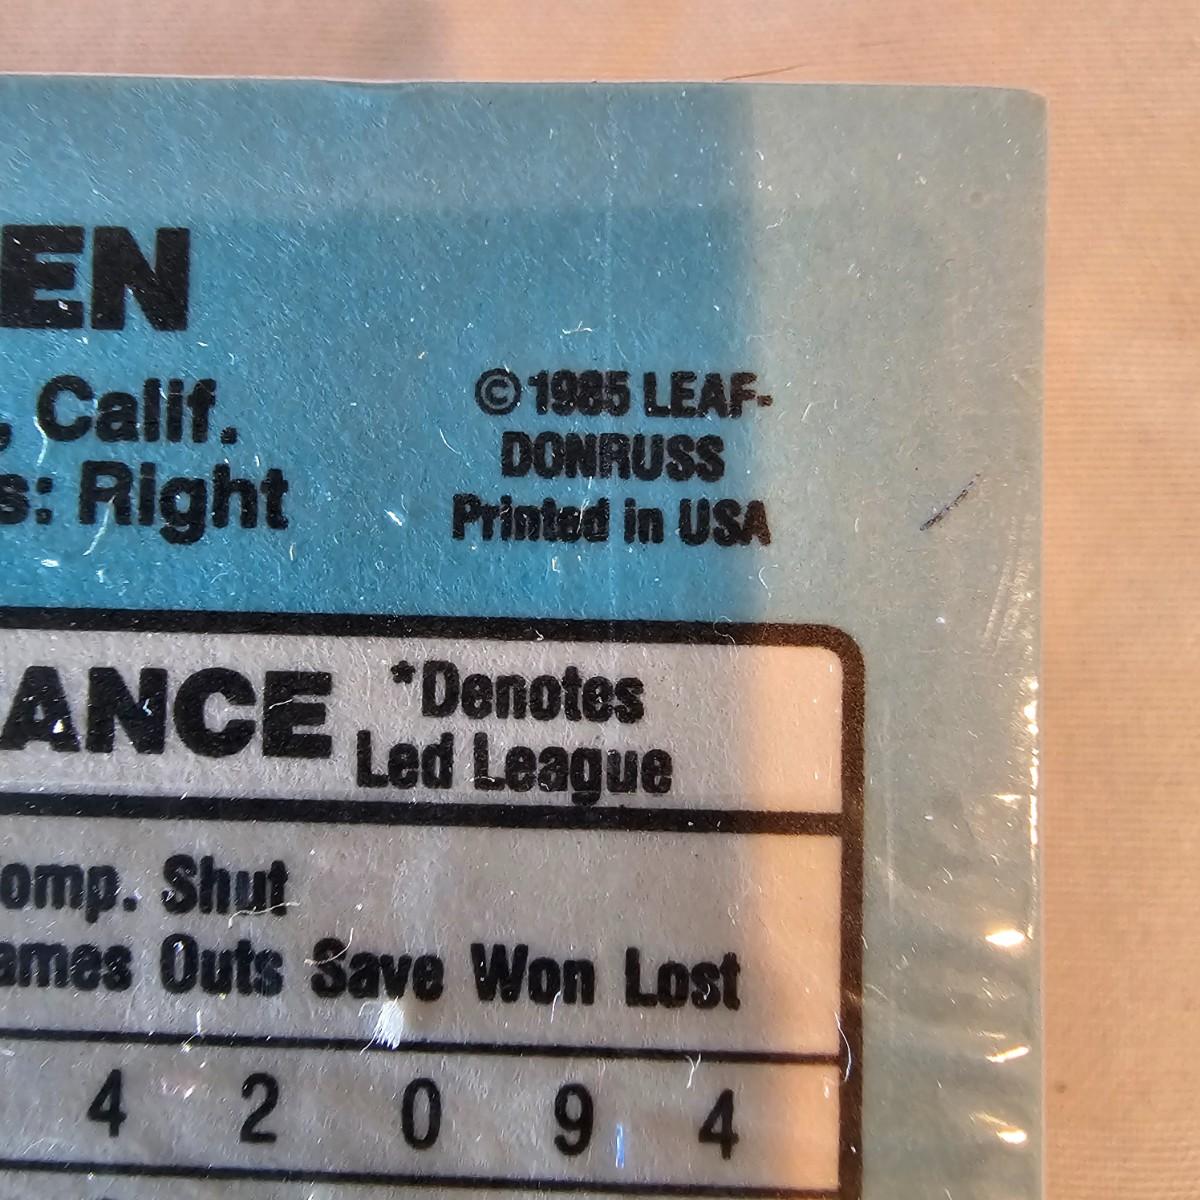 EN
, Calif.
s: Right
© 1985 LEAF-
DONRUSS
Printed in USA
ANCE *Denotes
Led League
omp. Shut
ames Outs Save Won Lost
4 2 0 9 4